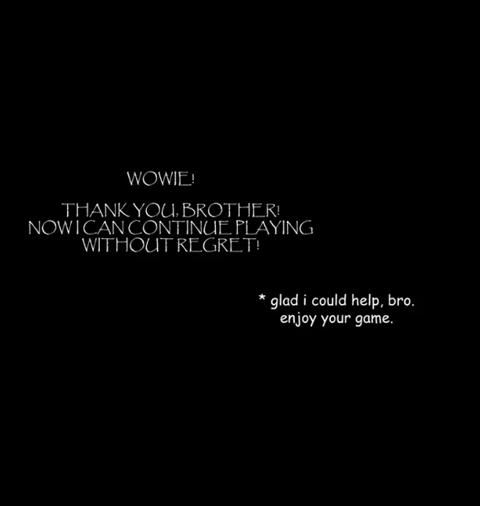 WOWIE!
THANK YOU, BROTHER!
NOW I CAN CONTINUE PLAYING
WITHOUT REGRET!
* glad i could help, bro.
enjoy your game.